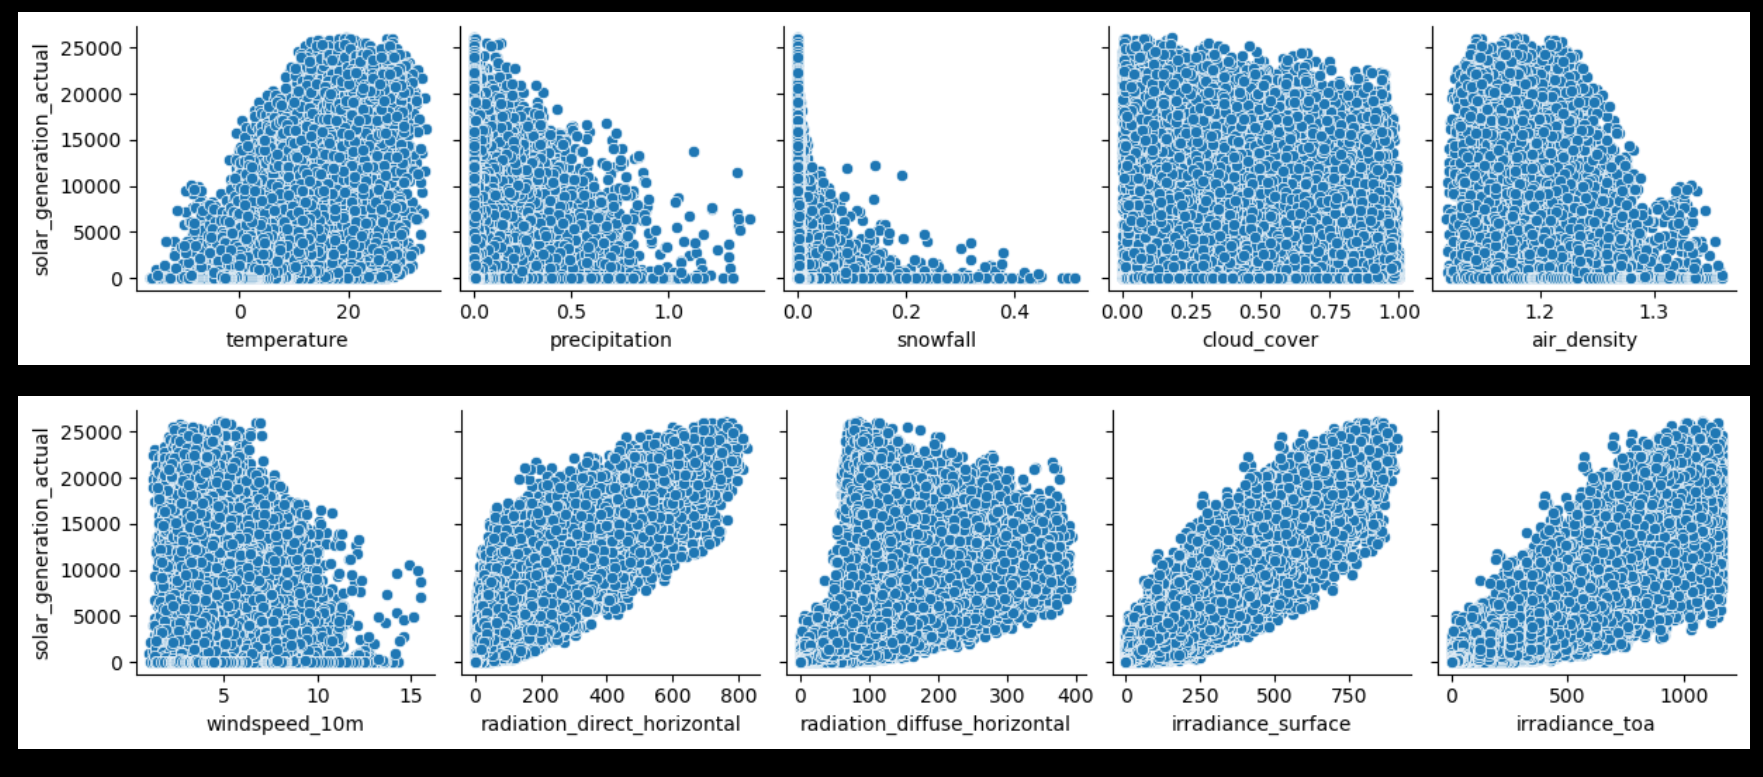 solar_generation_actual
25000
20000
15000
10000
5000
0
0 20
temperature
0.0 0.5 1.0
precipitation
0.0 0.2 0.4
snowfall
0.00 0.25 0.50 0.75 1.00
cloud_cover
1.2 1.3
air_density
solar_generation_actual
25000
20000
15000
10000
5000
0
5 10 15
windspeed_10m
0 200 400 600 800
radiation_direct_horizontal
0 100 200 300 400
radiation_diffuse_horizontal
0 250 500 750
irradiance_surface
0 500 1000
irradiance_toa